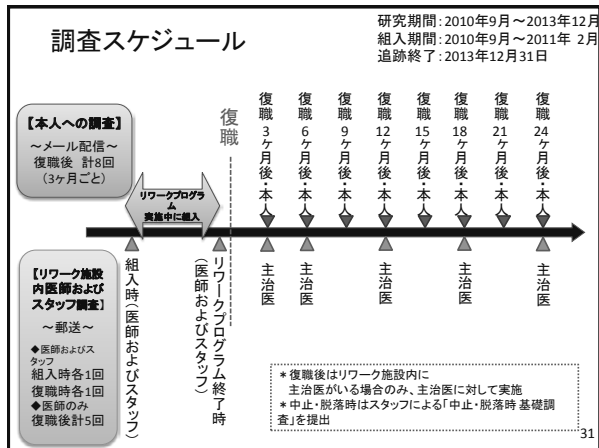 調査スケジュール
研究期間:2010年9月～2013年12月
組入期間:2010年9月～2011年 2月
追跡終了:2013年12月31日
【本人への調査】
～メール配信～
復職後 計8回
(3ヶ月ごと)
リワークプログラ
ム
実施中に組入
復職
復職3ヶ月後・本人
復職6ヶ月後・本人
復職9ヶ月後・本人
復職12ヶ月後・本人
復職15ヶ月後・本人
復職18ヶ月後・本人
復職21ヶ月後・本人
復職24ヶ月後・本人
【リワーク施設
内医師および
スタッフ調査】
～郵送～
◆医師およびス
タッフ
組入時各1回
復職時各1回
◆医師のみ
復職後計5回
組入時(医師およびスタッフ)
リワークプログラム終了時
(医師およびスタッフ)
主治医
主治医
主治医
主治医
主治医
*復職後はリワーク施設内に
主治医がいる場合のみ、主治医に対して実施
*中止・脱落時はスタッフによる「中止・脱落時 基礎調
査」を提出
31